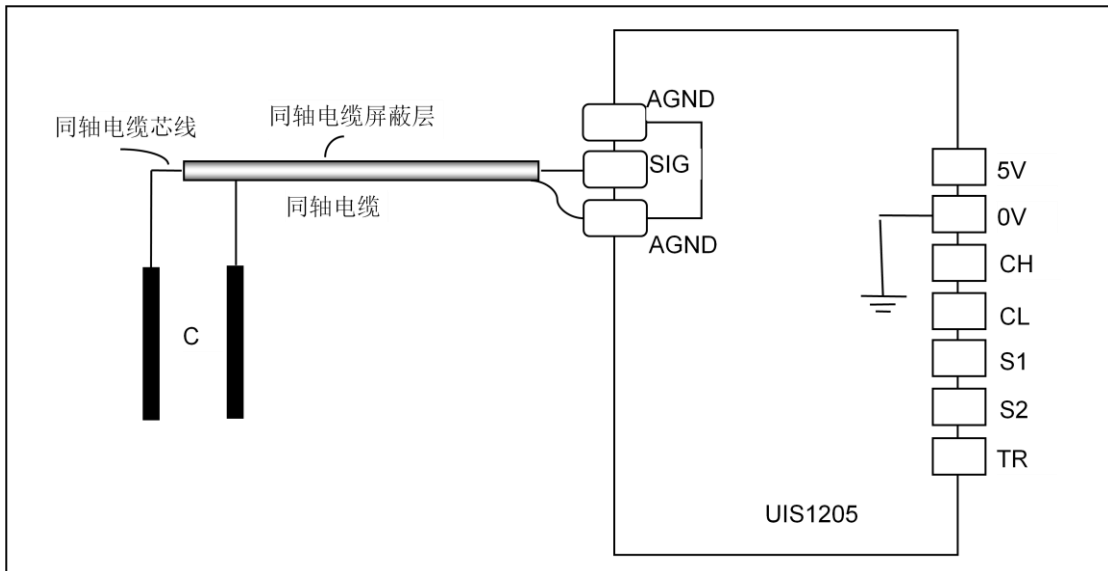 AGND
同轴电缆屏蔽层
同轴电缆芯线
SIG
5V
同轴电缆
0V
AGND
CH
CL
C
S1
S2
TR
UIS1205